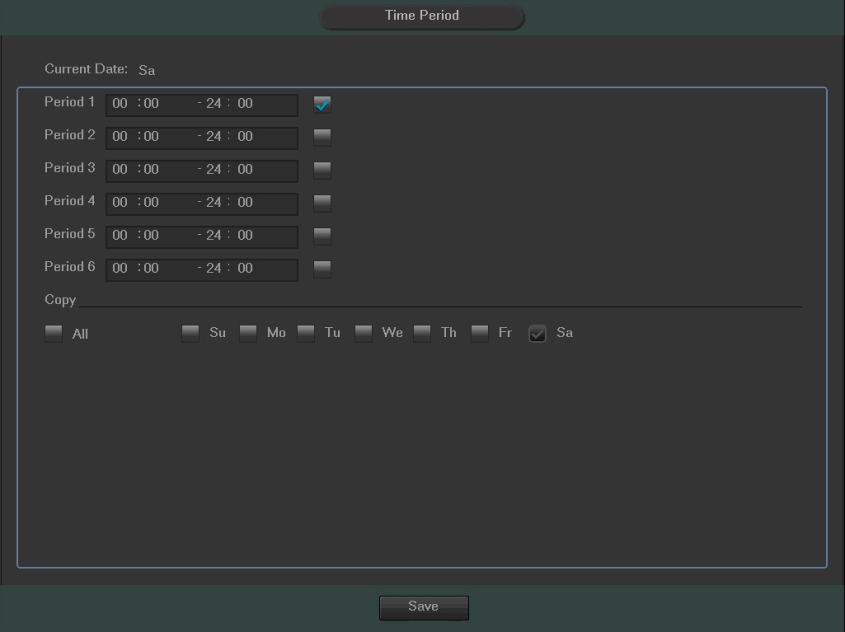 Time Period
Current Date: Sa
Period 1 00 :00 - 24 : 00
Period 2 00 :00 - 24 : 00
Period 3 00 :00 - 24 : 00
Period 4 00 :00 - 24 : 00
Period 5 00 :00 - 24 : 00
Period 6 00 :00 - 24 : 00
Copy
All Su Mo Tu We Th Fr Sa
Save